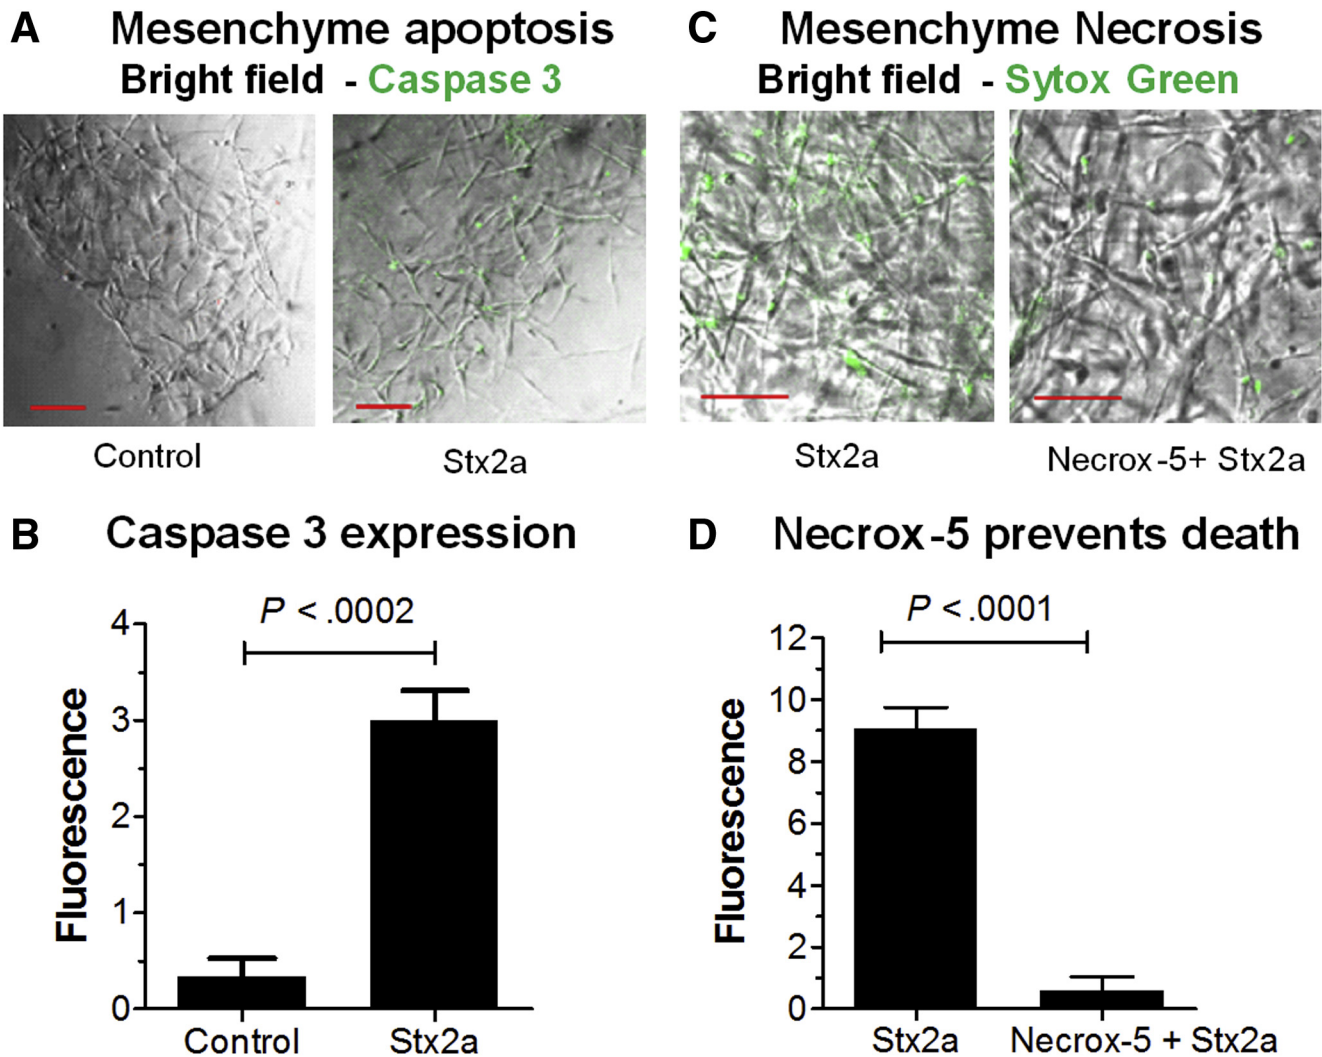 A Mesenchyme apoptosis
Bright field - Caspase 3
Control
Stx2a
C Mesenchyme Necrosis
Bright field - Sytox Green
Stx2a
Necrox-5+ Stx2a
B Caspase 3 expression
P < .0002
Fluorescence
4
3
2
1
0
Control
Stx2a
D Necrox-5 prevents death
P < .0001
Fluorescence
12
10
8
6
4
2
0
Stx2a
Necrox-5 + Stx2a